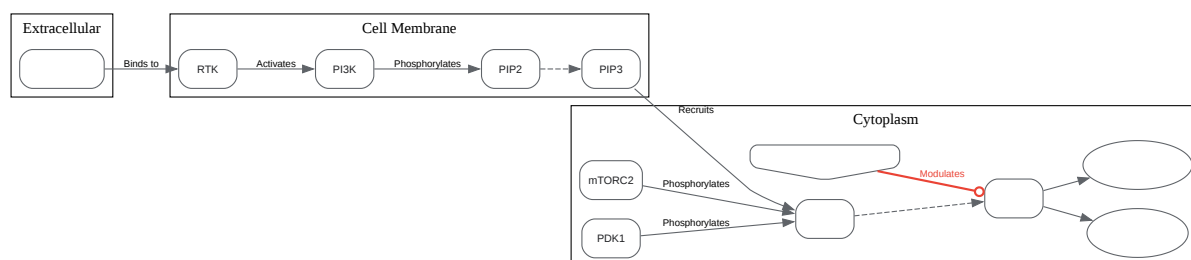 Extracellular
Cell Membrane
Binds to
RTK
Activates
PI3K
Phosphorylates
PIP2
PIP3
Recruits
Cytoplasm
mTORC2
Phosphorylates
Modulates
PDK1
Phosphorylates